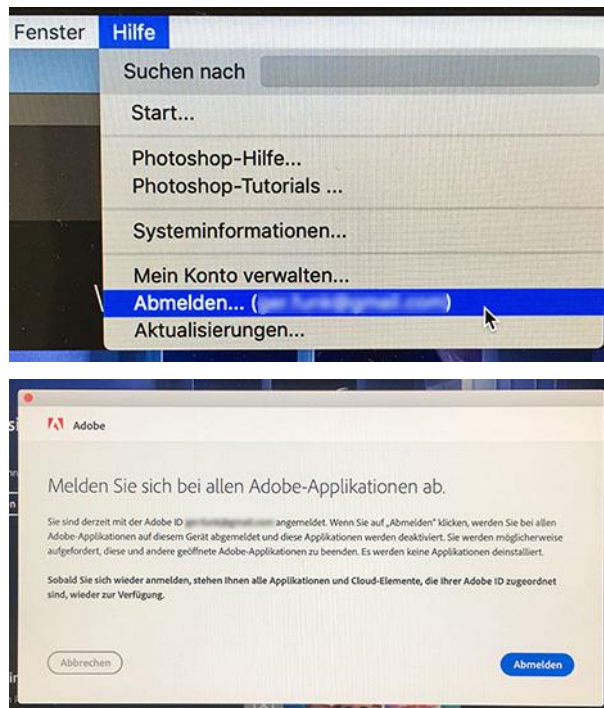 Fenster Hilfe
Suchen nach
Start...
Photoshop-Hilfe...
Photoshop-Tutorials ...
Systeminformationen...
Mein Konto verwalten...
Abmelden... ( )
Aktualisierungen...
Adobe
Melden Sie sich bei allen Adobe-Applikationen ab.
Sie sind derzeit mit der Adobe ID angemeldet. Wenn Sie auf „Abmelden" klicken, werden Sie bei allen
Adobe-Applikationen auf diesem Gerät abgemeldet und diese Applikationen werden deaktiviert. Sie werden möglicherweise
aufgefordert, diese und andere geöffnete Adobe-Applikationen zu beenden. Es werden keine Applikationen deinstalliert.
Sobald Sie sich wieder anmelden, stehen Ihnen alle Applikationen und Cloud-Elemente, die Ihrer Adobe ID zugeordnet
sind, wieder zur Verfügung.
Abbrechen Abmelden